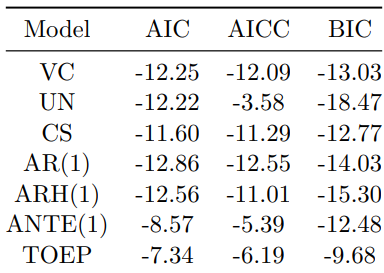 Model AIC AICC BIC
VC -12.25 -12.09 -13.03
UN -12.22 -3.58 -18.47
CS -11.60 -11.29 -12.77
AR(1) -12.86 -12.55 -14.03
ARH(1) -12.56 -11.01 -15.30
ANTE(1) -8.57 -5.39 -12.48
TOEP -7.34 -6.19 -9.68